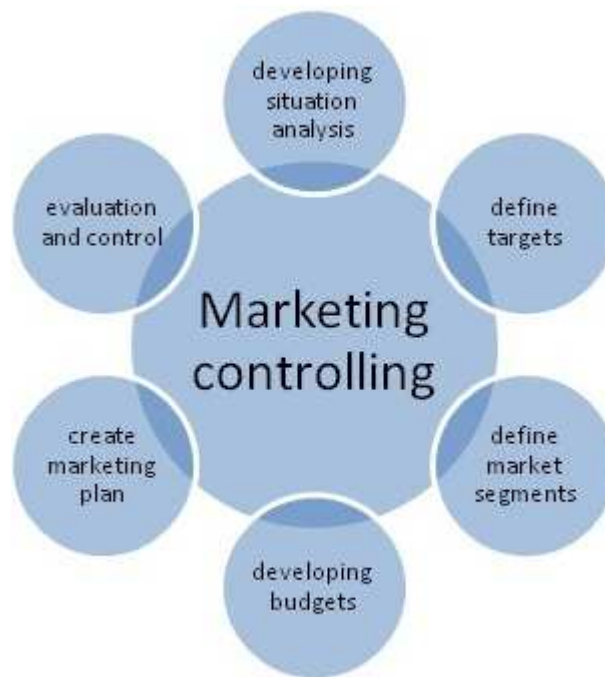 developing
situation
analysis
define
targets
define
market
segments
developing
budgets
create
marketing
plan
evaluation
and control
Marketing
controlling